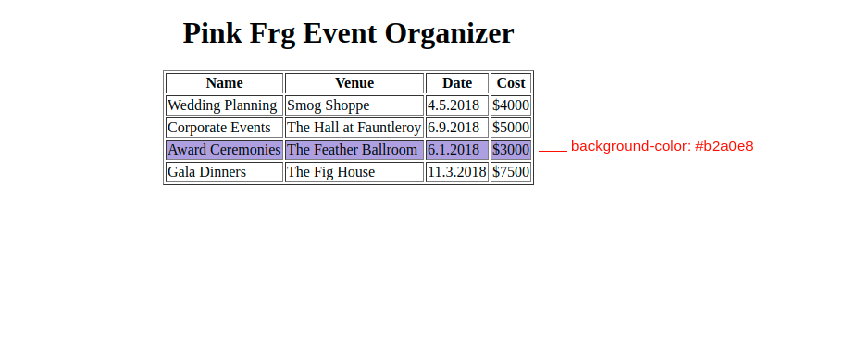 Pink Frg Event Organizer
Name Venue Date Cost
Wedding Planning Smog Shoppe 4.5.2018 $4000
Corporate Events The Hall at Fauntleroy 6.9.2018 $5000
Award Ceremonies The Feather Ballroom 6.1.2018 $3000 background-color: #b2a0e8
Gala Dinners The Fig House 11.3.2018 $7500